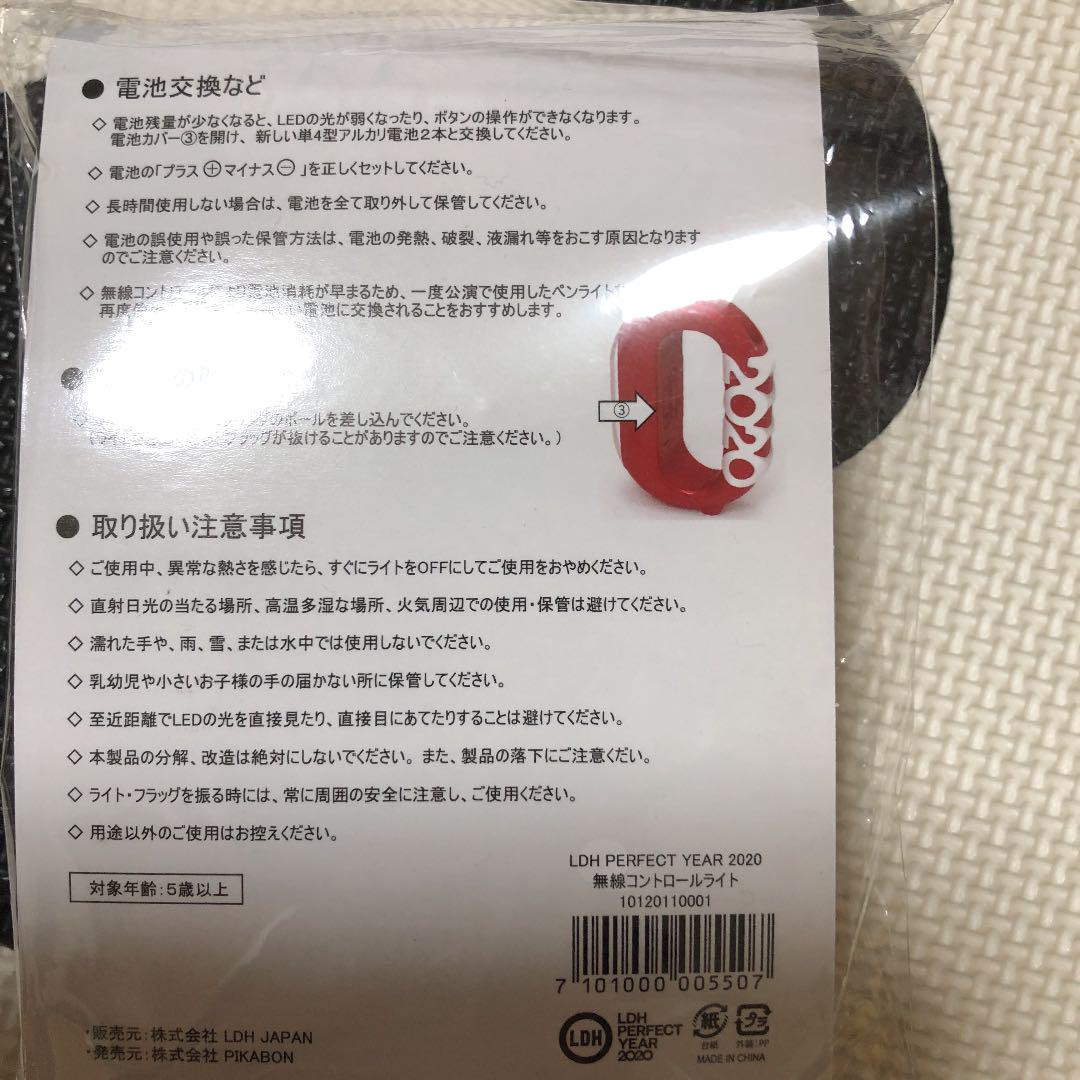 ● 電池交換など
◇ 電池残量が少なくなると、LEDの光が弱くなったり、ボタンの操作ができなくなります。
電池カバー③を開け、新しい単4型アルカリ電池2本と交換してください。
◇ 電池の「プラス⊕マイナス⊖」を正しくセットしてください。
◇ 長時間使用しない場合は、電池を全て取り外して保管してください。
◇ 電池の誤使用や誤った保管方法は、電池の発熱、破裂、液漏れ等をおこす原因となります
のでご注意ください。
◇ 無線コント 電池消耗が早まるため、一度公演で使用したペンライト
再度 電池に交換されることをおすすめします。
● の
◇ のポールを差し込んでください。
フラッグが抜けることがありますのでご注意ください。)
③
2020
● 取り扱い注意事項
◇ ご使用中、異常な熱さを感じたら、すぐにライトをOFFにしてご使用をおやめください。
◇ 直射日光の当たる場所、高温多湿な場所、火気周辺での使用・保管は避けてください。
◇ 濡れた手や、雨、雪、または水中では使用しないでください。
◇ 乳幼児や小さいお子様の手の届かない所に保管してください。
◇ 至近距離でLEDの光を直接見たり、直接目にあてたりすることは避けてください。
◇ 本製品の分解、改造は絶対にしないでください。また、製品の落下にご注意くだい。
◇ ライト・フラッグを振る時には、常に周囲の安全に注意し、ご使用ください。
◇ 用途以外のご使用はお控えください。
対象年齢:5歳以上
LDH PERFECT YEAR 2020
無線コントロールライト
10120110001
7 101000 005507
・販売元:株式会社 LDH JAPAN
・発売元:株式会社 PIKABON
LDH
LDH
PERFECT
YEAR
2020
紙
台紙
プラ
外装:PP
MADE IN CHINA